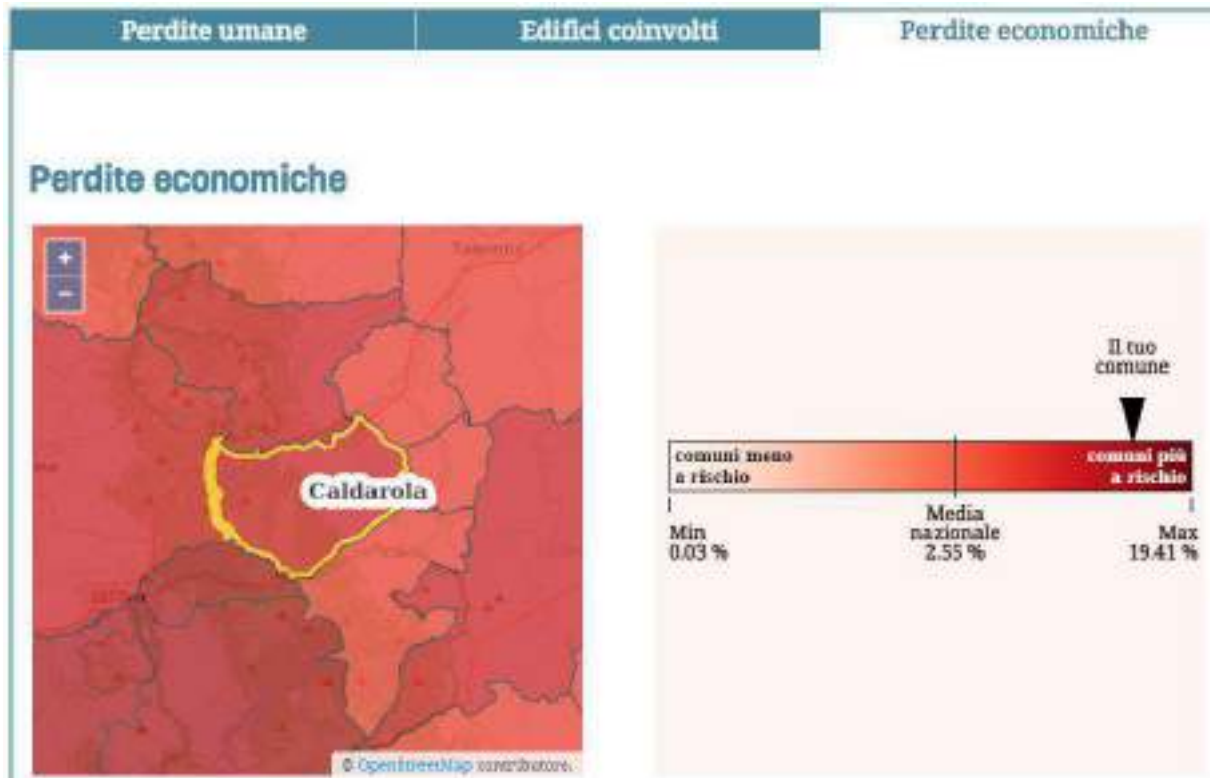 Perdite umane
Edifici coinvolti
Perdite economiche
Perdite economiche
+
−
Caldarola
© OpenStreetMap contributors.
Il tuo
comune
comuni meno
a rischio
comuni più
a rischio
Min
0.03 %
Media
nazionale
2.55 %
Max
19.41 %